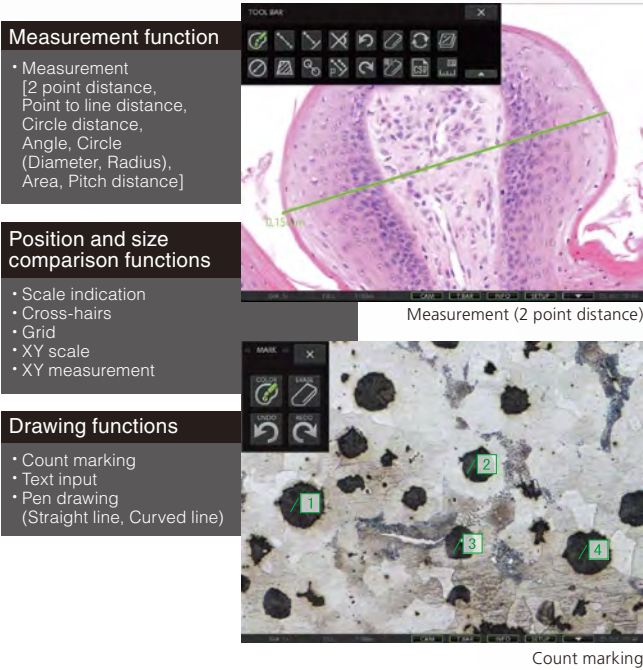 Measurement function
・Measurement
[2 point distance,
Point to line distance,
Circle distance,
Angle, Circle
(Diameter, Radius),
Area, Pitch distance]
Position and size
comparison functions
・Scale indication
・Cross-hairs
・Grid
・XY scale
・XY measurement
Drawing functions
・Count marking
・Text input
・Pen drawing
(Straight line, Curved line)
TOOL BAR
CSV
CAM T.BAR INFO SETUP
Measurement (2 point distance)
MARK
COLOR ERASE
UNDO REDO
1
2
3
4
CAM T.BAR INFO SETUP
Count marking